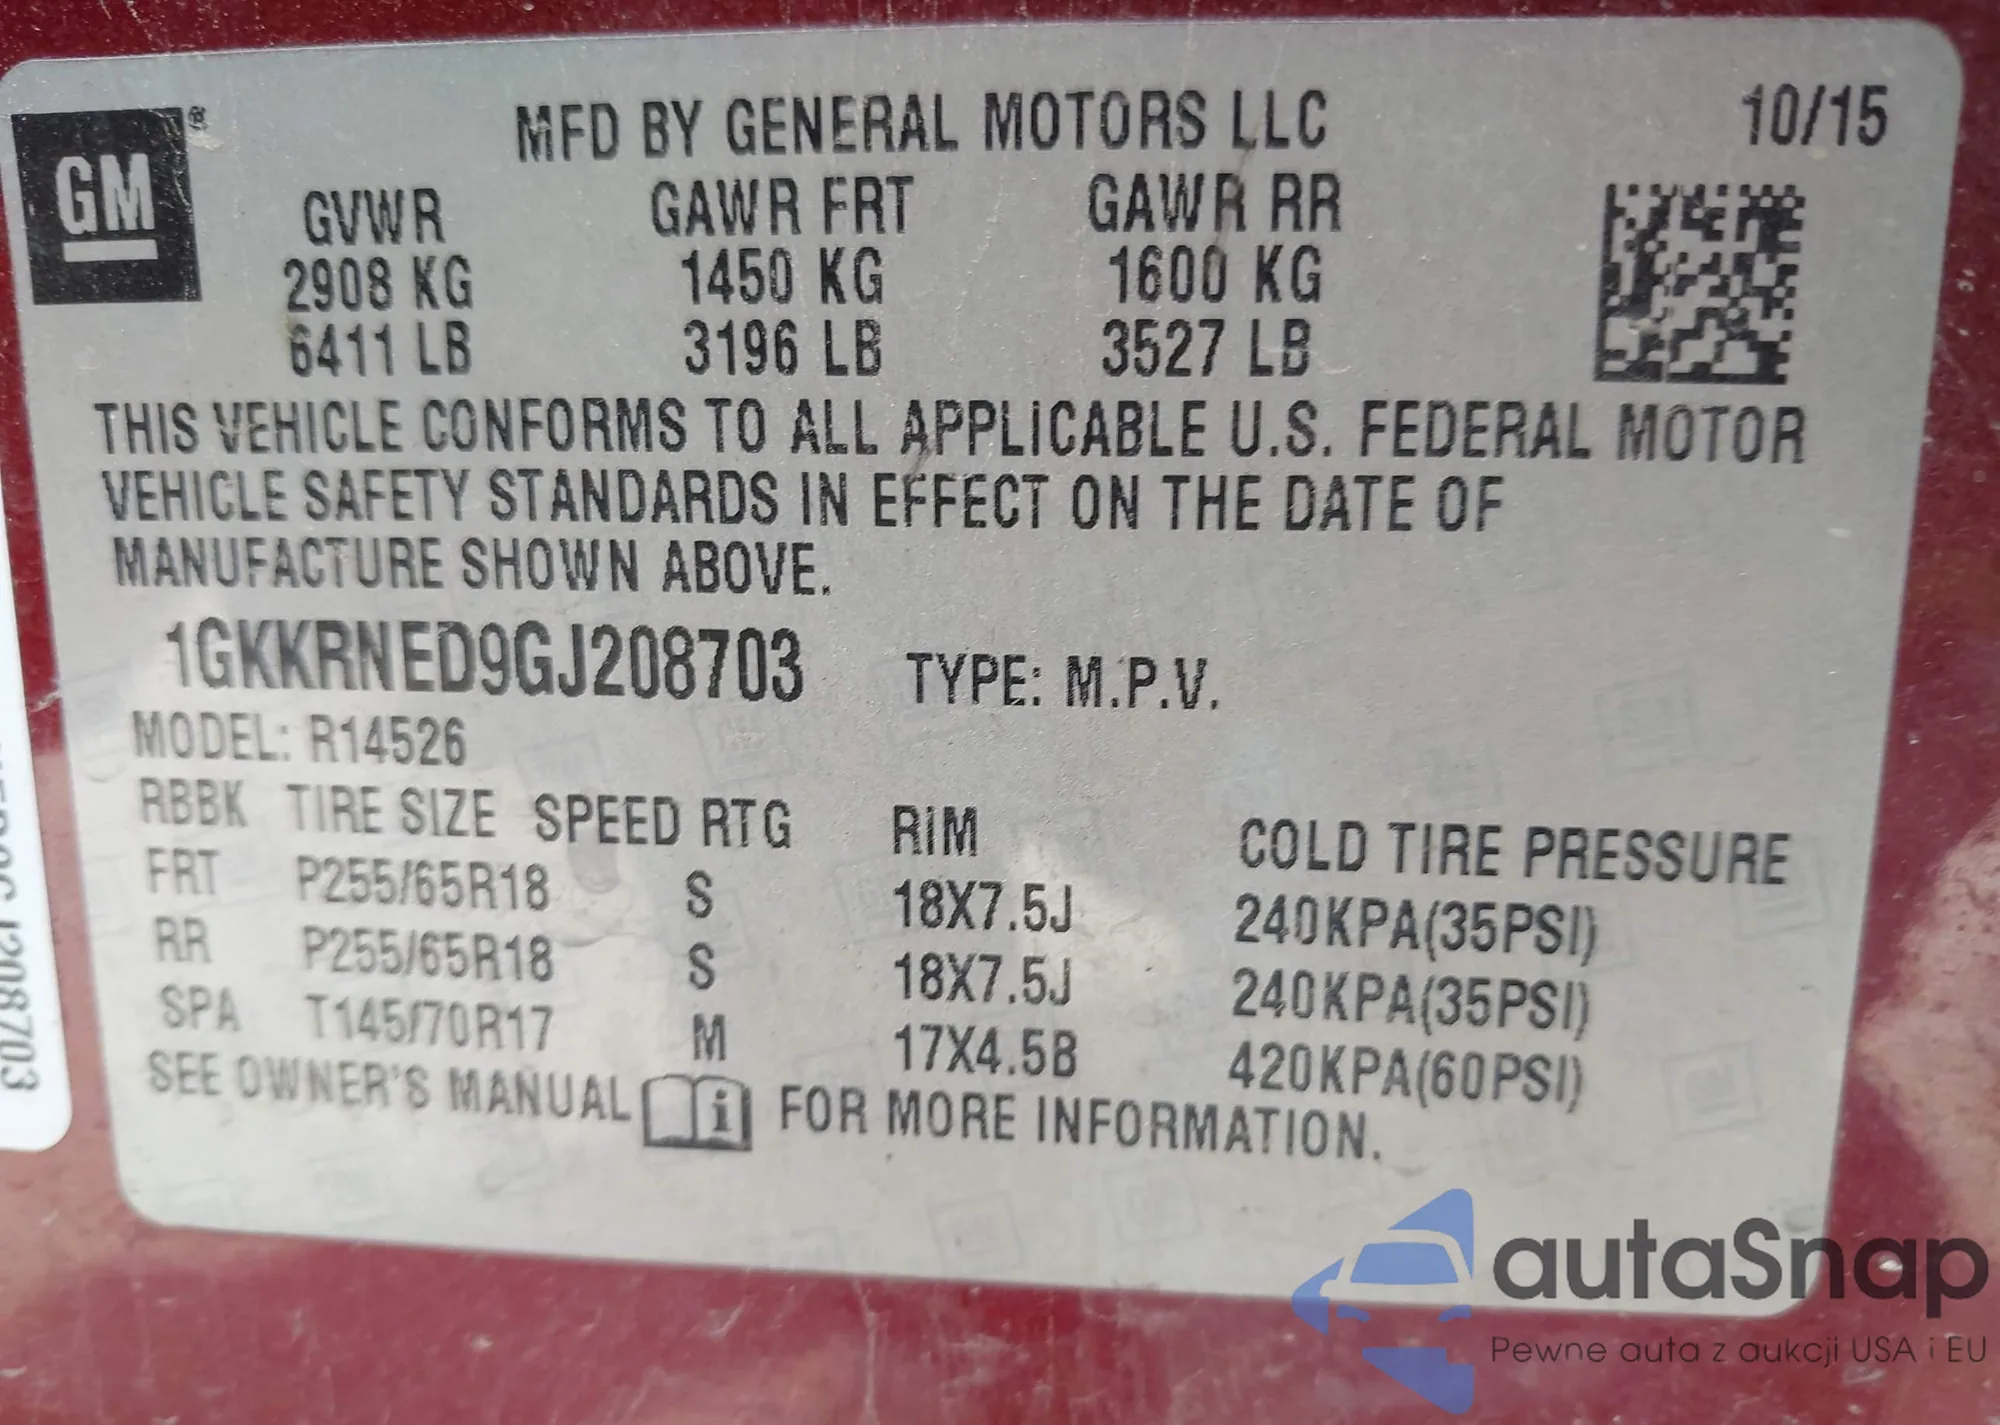 MFD BY GENERAL MOTORS LLC 10/15
GM®
GVWR GAWR FRT GAWR RR
2908 KG 1450 KG 1600 KG
6411 LB 3196 LB 3527 LB
THIS VEHICLE CONFORMS TO ALL APPLICABLE U.S. FEDERAL MOTOR
VEHICLE SAFETY STANDARDS IN EFFECT ON THE DATE OF
MANUFACTURE SHOWN ABOVE.
1GKKRNED9GJ208703 TYPE: M.P.V.
MODEL: R14526
RBBK TIRE SIZE SPEED RTG RIM COLD TIRE PRESSURE
FRT P255/65R18 S 18X7.5J 240KPA(35PSI)
RR P255/65R18 S 18X7.5J 240KPA(35PSI)
SPA T145/70R17 M 17X4.5B 420KPA(60PSI)
SEE OWNER'S MANUAL i FOR MORE INFORMATION.
autaSnap
Pewne auta z aukcji USA i EU